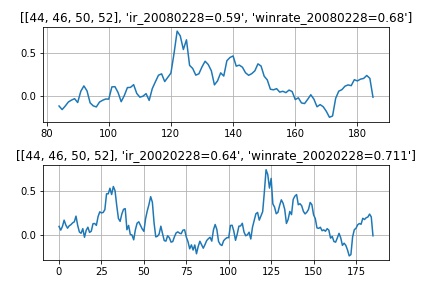 [[44, 46, 50, 52], 'ir_20080228=0.59', 'winrate_20080228=0.68']
0.5
0.0
80 100 120 140 160 180
[[44, 46, 50, 52], 'ir_20020228=0.64', 'winrate_20020228=0.711']
0.5
0.0
0 25 50 75 100 125 150 175